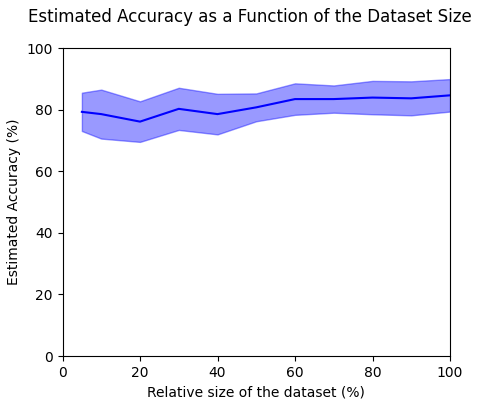 Estimated Accuracy as a Function of the Dataset Size
100
80
60
40
20
0
Estimated Accuracy (%)
0 20 40 60 80 100
Relative size of the dataset (%)